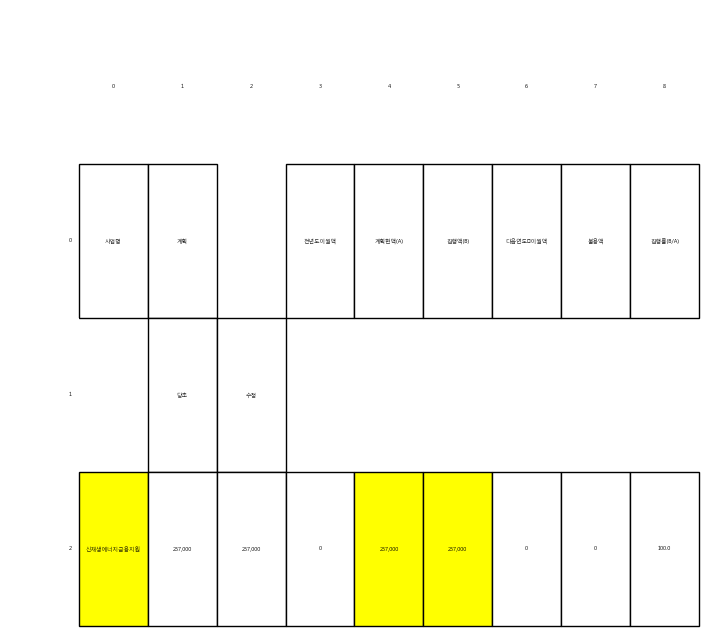 0 1 2 3 4 5 6 7 8
0 사업명 계획 전년도이월액 계획현액(A) 집행액(B) 다음연도□이월액 불용액 집행률(B/A)
1 당초 수정
2 신재생에너지금융지원 257,000 257,000 0 257,000 257,000 0 0 100.0